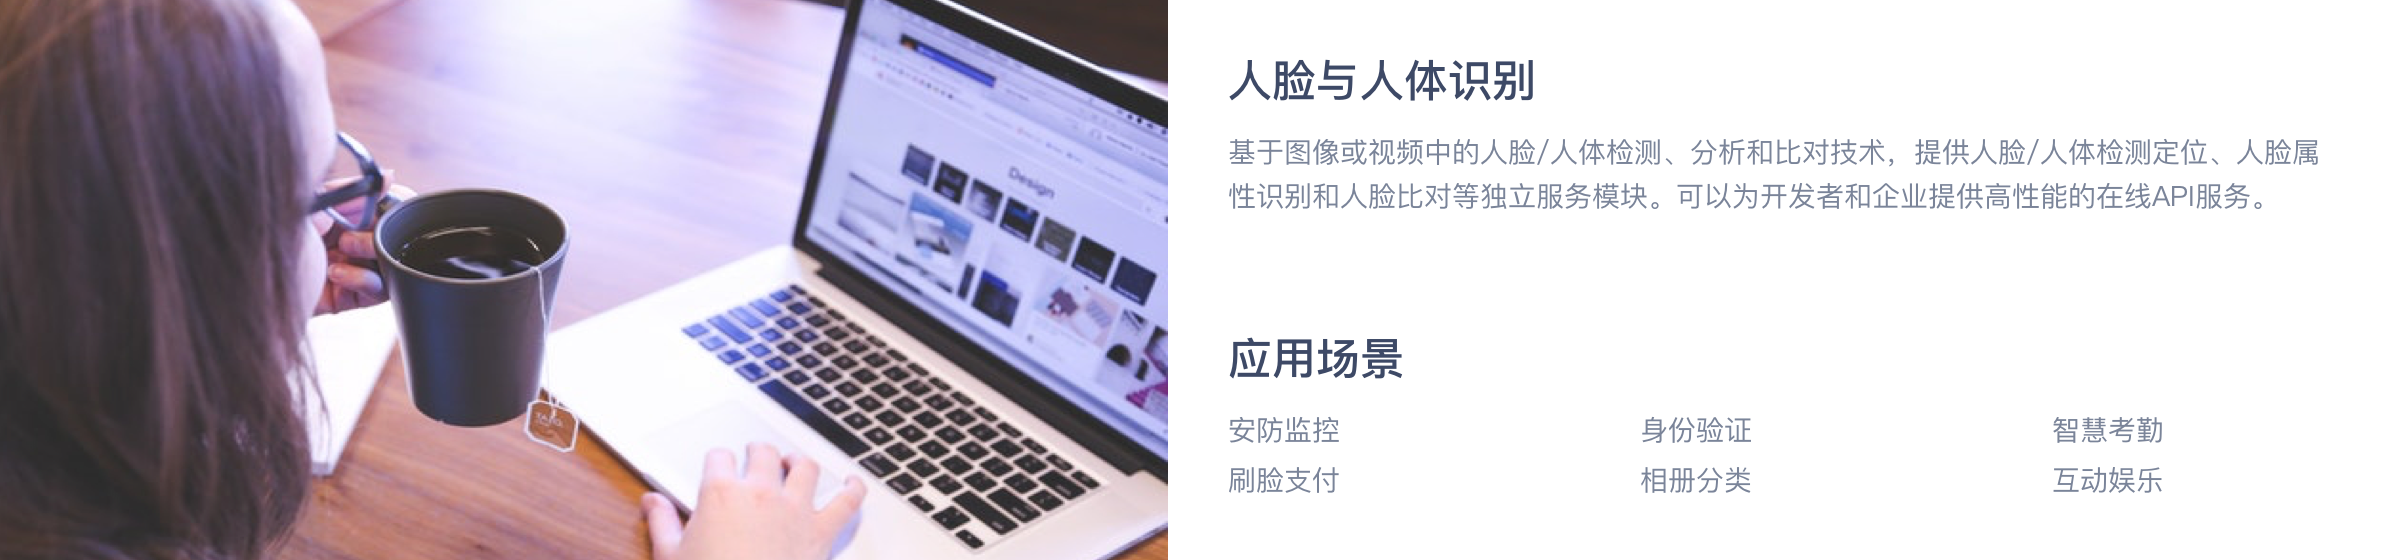 Design
TAZO
人脸与人体识别
基于图像或视频中的人脸/人体检测、分析和比对技术，提供人脸/人体检测定位、人脸属
性识别和人脸比对等独立服务模块。可以为开发者和企业提供高性能的在线API服务。
应用场景
安防监控
身份验证
智慧考勤
刷脸支付
相册分类
互动娱乐